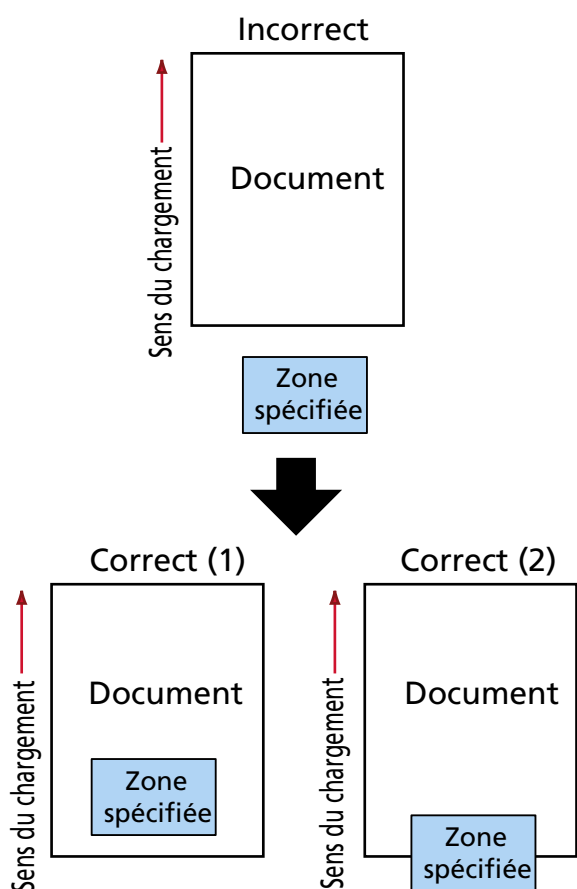 Incorrect
Sens du chargement
Document
Zone
spécifiée
Correct (1)
Correct (2)
Sens du chargement
Document
Zone
spécifiée
Sens du chargement
Document
Zone
spécifiée